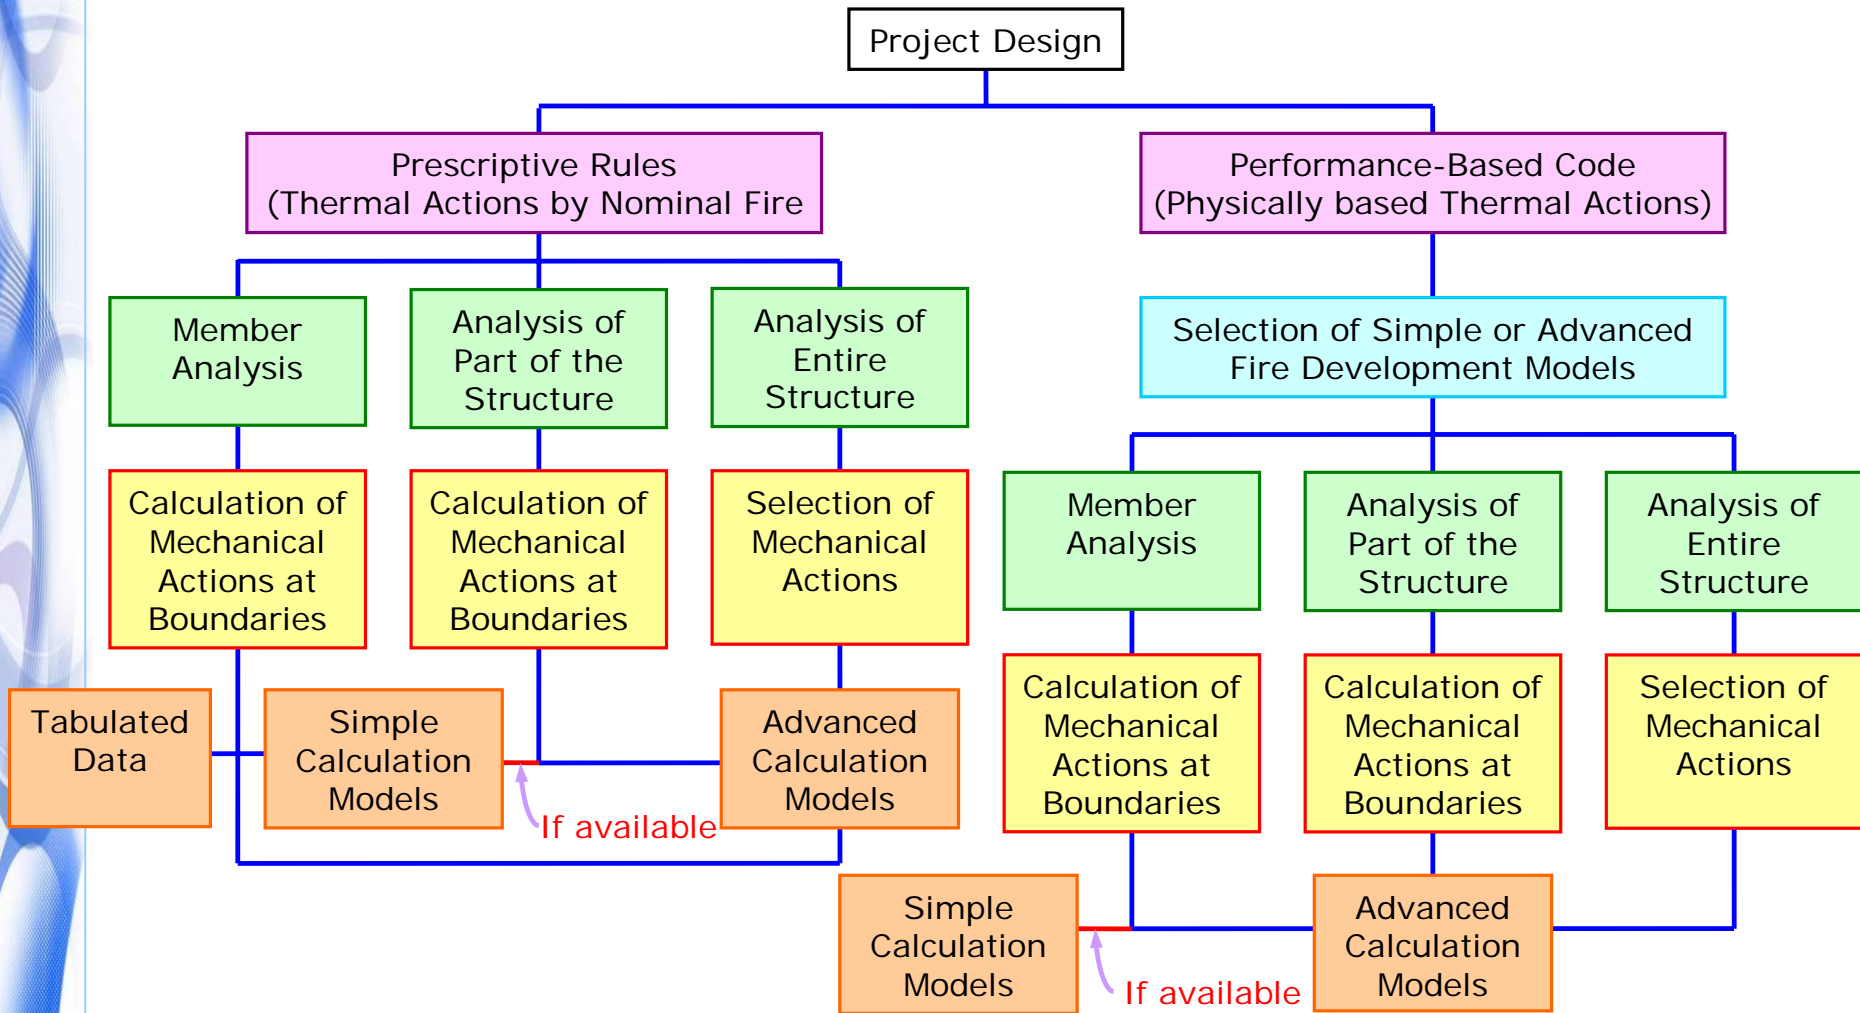 Project Design
Prescriptive Rules
(Thermal Actions by Nominal Fire
Performance-Based Code
(Physically based Thermal Actions)
Member
Analysis
Analysis of
Part of the
Structure
Analysis of
Entire
Structure
Selection of Simple or Advanced
Fire Development Models
Calculation of
Mechanical
Actions at
Boundaries
Calculation of
Mechanical
Actions at
Boundaries
Selection of
Mechanical
Actions
Member
Analysis
Analysis of
Part of the
Structure
Analysis of
Entire
Structure
Tabulated
Data
Simple
Calculation
Models
If available
Advanced
Calculation
Models
Calculation of
Mechanical
Actions at
Boundaries
Calculation of
Mechanical
Actions at
Boundaries
Selection of
Mechanical
Actions
Simple
Calculation
Models
If available
Advanced
Calculation
Models